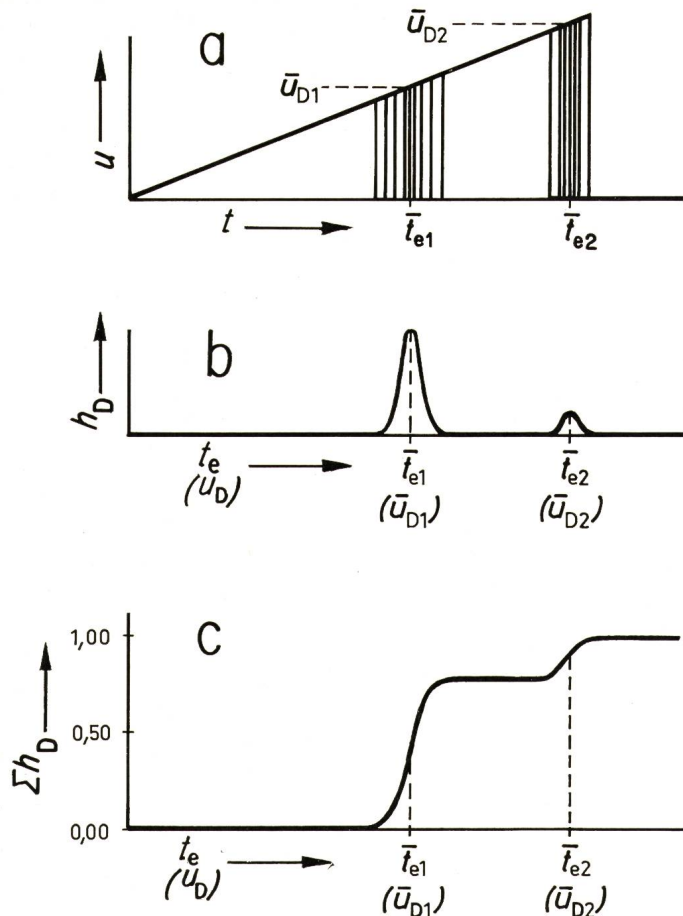 a
ū_D2
ū_D1
u
t
t̄_e1
t̄_e2
b
h_D
t_e
(u_D)
t̄_e1
(ū_D1)
t̄_e2
(ū_D2)
c
1,00
0,50
0,00
Σh_D
t_e
(u_D)
t̄_e1
(ū_D1)
t̄_e2
(ū_D2)